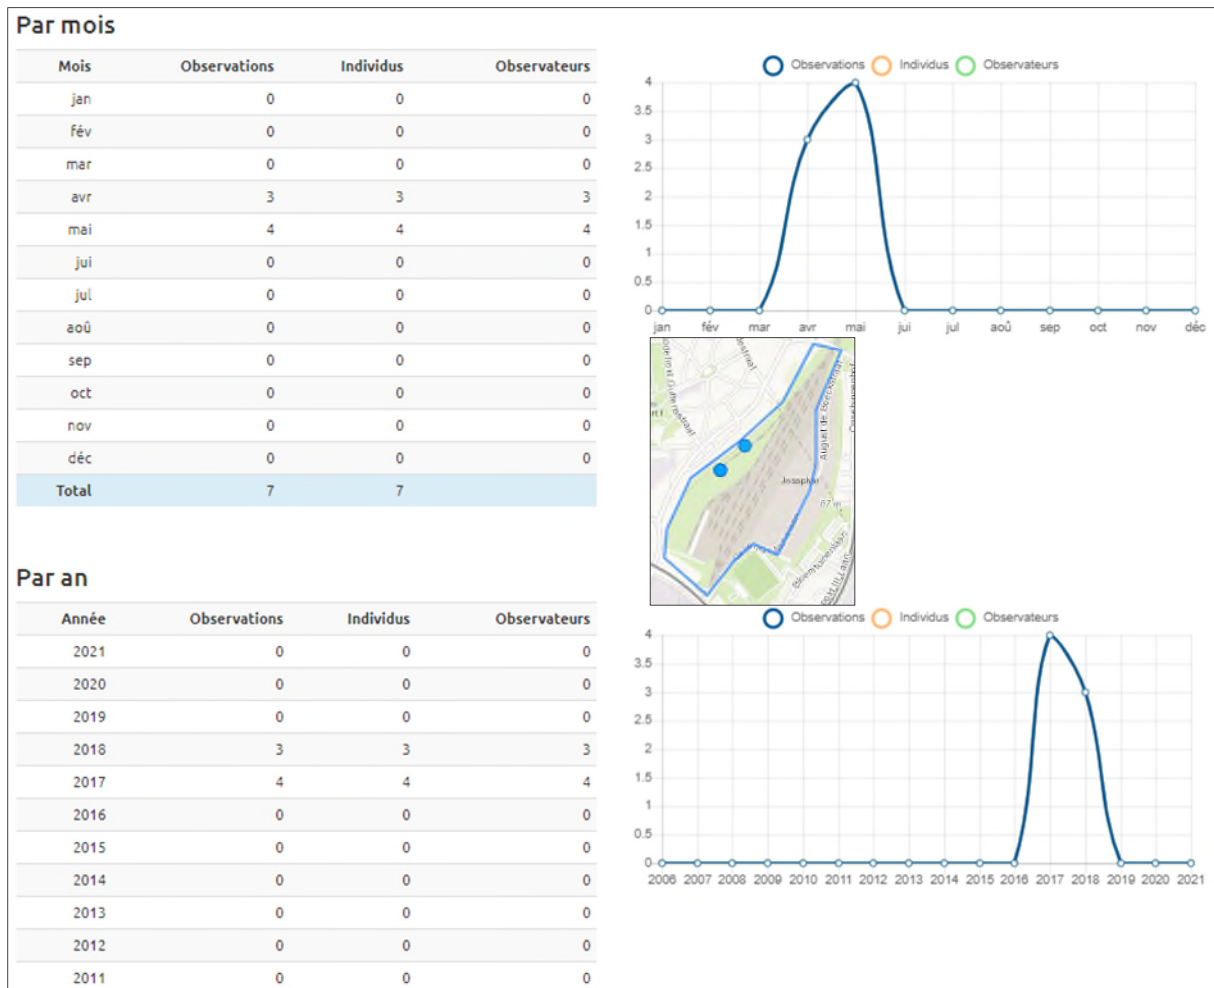 Par mois
Mois Observations Individus Observateurs
jan 0 0 0
fév 0 0 0
mar 0 0 0
avr 3 3 3
mai 4 4 4
jui 0 0 0
jul 0 0 0
aoû 0 0 0
sep 0 0 0
oct 0 0 0
nov 0 0 0
déc 0 0 0
Total 7 7
Observations Individus Observateurs
4
3.5
3
2.5
2
1.5
1
0.5
0
jan fév mar avr mai jui jul aoû sep oct nov déc
August de Boeckstraat
Josaphat
67 m
Bloemtuinenlaan
Par an
Année Observations Individus Observateurs
2021 0 0 0
2020 0 0 0
2019 0 0 0
2018 3 3 3
2017 4 4 4
2016 0 0 0
2015 0 0 0
2014 0 0 0
2013 0 0 0
2012 0 0 0
2011 0 0 0
Observations Individus Observateurs
4
3.5
3
2.5
2
1.5
1
0.5
0
2006 2007 2008 2009 2010 2011 2012 2013 2014 2015 2016 2017 2018 2019 2020 2021